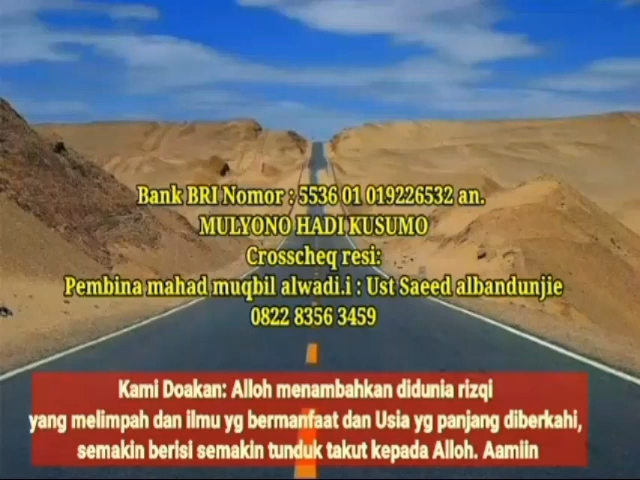 Bank BRI Nomor : 5536 01 019226532 an.
MULYONO HADI KUSUMO
Crosscheq resi:
Pembina mahad muqbil alwadi.i : Ust Saeed albandunjie
0822 8356 3459
Kami Doakan: Alloh menambahkan didunia rizqi
yang melimpah dan ilmu yg bermanfaat dan Usia yg panjang diberkahi,
semakin berisi semakin tunduk takut kepada Alloh. Aamiin